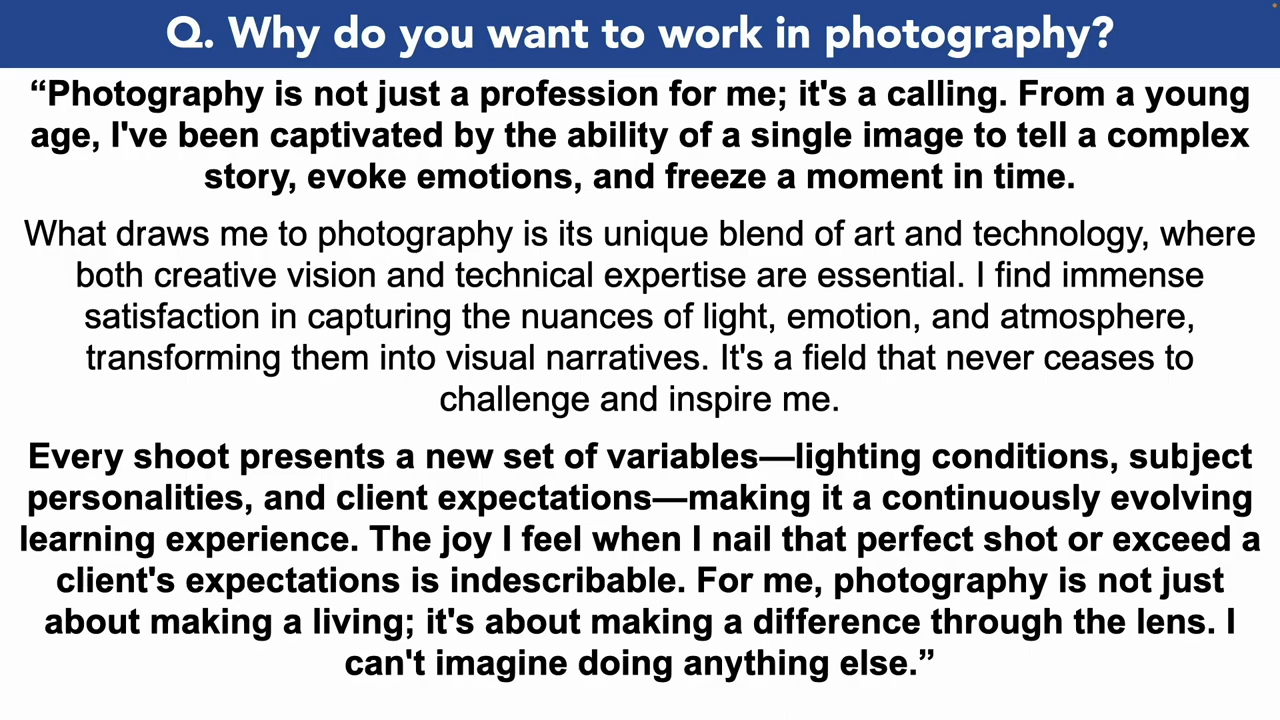 Q. Why do you want to work in photography?
“Photography is not just a profession for me; it's a calling. From a young
age, I've been captivated by the ability of a single image to tell a complex
story, evoke emotions, and freeze a moment in time.
What draws me to photography is its unique blend of art and technology, where
both creative vision and technical expertise are essential. I find immense
satisfaction in capturing the nuances of light, emotion, and atmosphere,
transforming them into visual narratives. It's a field that never ceases to
challenge and inspire me.
Every shoot presents a new set of variables—lighting conditions, subject
personalities, and client expectations—making it a continuously evolving
learning experience. The joy I feel when I nail that perfect shot or exceed a
client's expectations is indescribable. For me, photography is not just
about making a living; it's about making a difference through the lens. I
can't imagine doing anything else.”